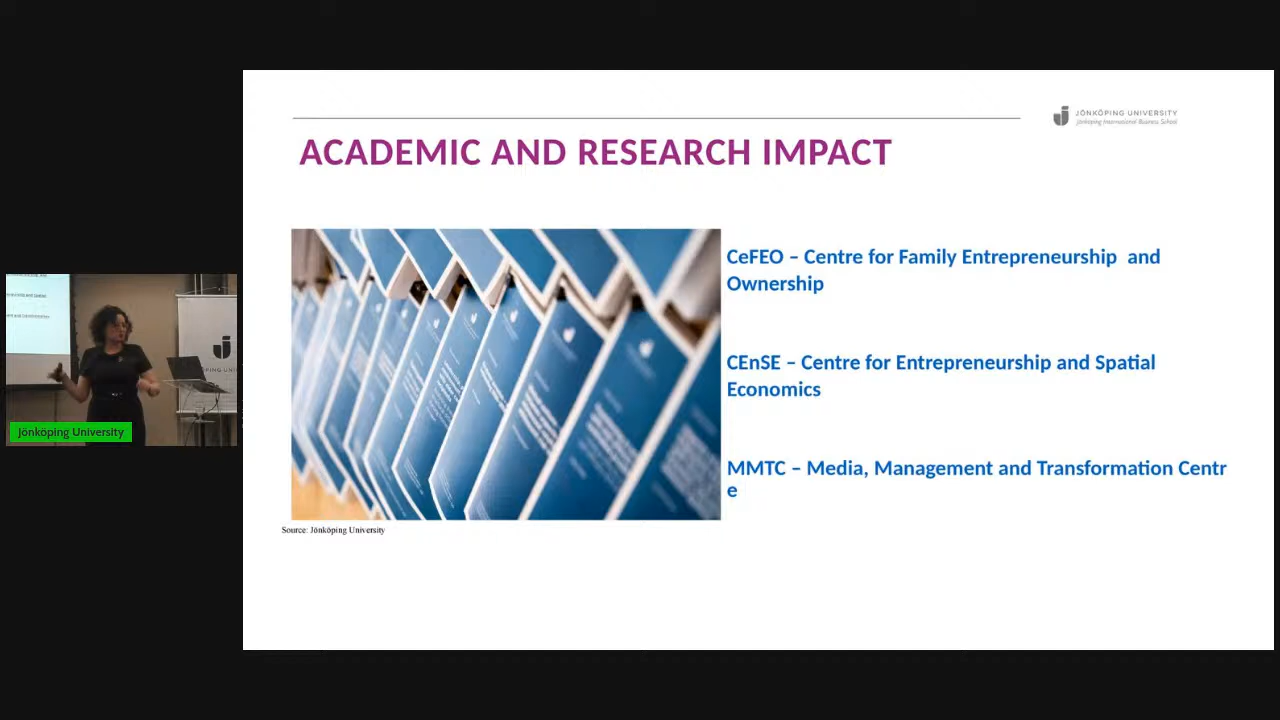 JÖNKÖPING UNIVERSITY
Jönköping International Business School
ACADEMIC AND RESEARCH IMPACT
CeFEO – Centre for Family Entrepreneurship and
Ownership
CEnSE – Centre for Entrepreneurship and Spatial
Economics
MMTC – Media, Management and Transformation Centr
e
Source: Jönköping University
Jönköping University